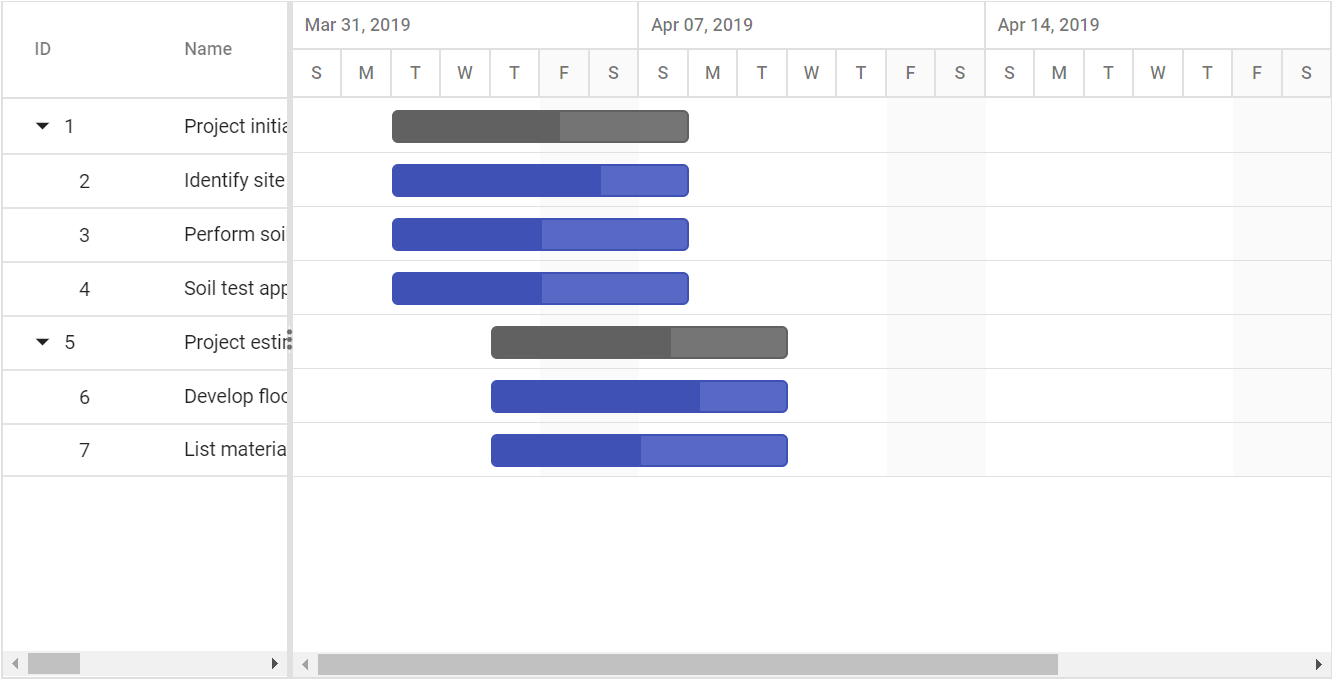 ID Name Mar 31, 2019 Apr 07, 2019 Apr 14, 2019
S M T W T F S S M T W T F S S M T W T F S
1 Project initia
2 Identify site
3 Perform soi
4 Soil test app
5 Project estin
6 Develop floo
7 List materia